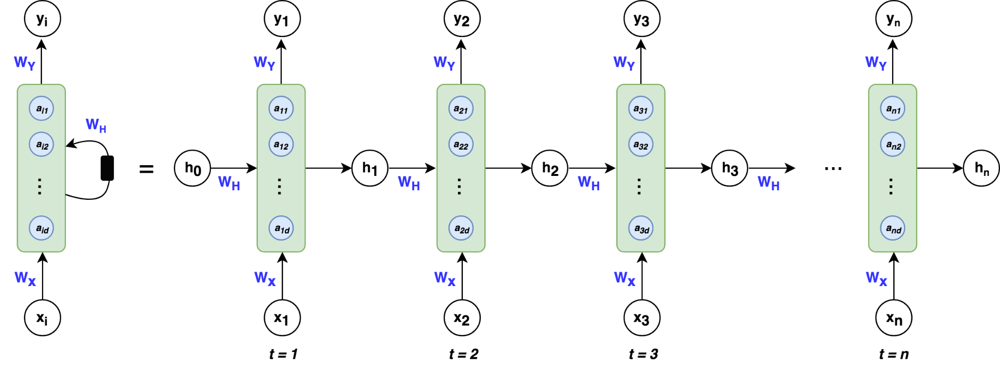 yi y1 y2 y3 yn
WY WY WY WY WY
ai1 a11 a21 a31 an1
WH
ai2 a12 a22 a32 an2
= h0 h1 h2 h3 ... hn
WH WH WH WH
⋮ ⋮ ⋮ ⋮ ⋮
aid a1d a2d a3d and
WX WX WX WX WX
xi x1 x2 x3 xn
t = 1 t = 2 t = 3 t = n